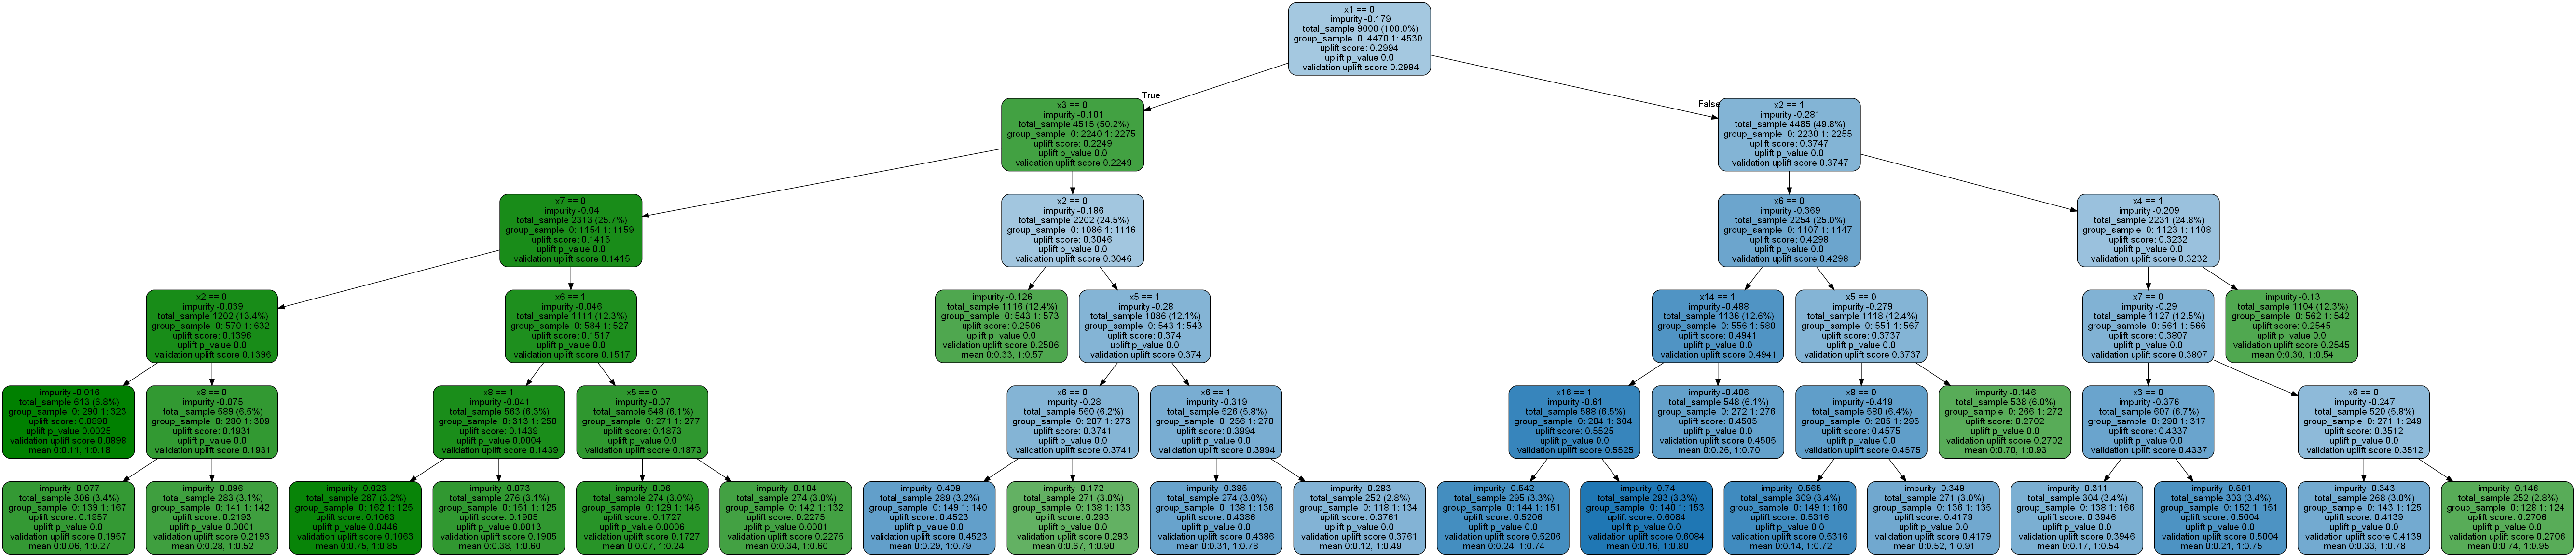 x1 == 0
impurity -0.179
total_sample 9000 (100.0%)
group_sample 0: 4470 1: 4530
uplift score: 0.2994
uplift p_value 0.0
validation uplift score 0.2994
True
False
x3 == 0
impurity -0.101
total_sample 4515 (50.2%)
group_sample 0: 2240 1: 2275
uplift score: 0.2249
uplift p_value 0.0
validation uplift score 0.2249
x2 == 1
impurity -0.281
total_sample 4485 (49.8%)
group_sample 0: 2230 1: 2255
uplift score: 0.3747
uplift p_value 0.0
validation uplift score 0.3747
x7 == 0
impurity -0.04
total_sample 2313 (25.7%)
group_sample 0: 1154 1: 1159
uplift score: 0.1415
uplift p_value 0.0
validation uplift score 0.1415
x2 == 0
impurity -0.186
total_sample 2202 (24.5%)
group_sample 0: 1086 1: 1116
uplift score: 0.3046
uplift p_value 0.0
validation uplift score 0.3046
x6 == 0
impurity -0.369
total_sample 2254 (25.0%)
group_sample 0: 1107 1: 1147
uplift score: 0.4298
uplift p_value 0.0
validation uplift score 0.4298
x4 == 1
impurity -0.209
total_sample 2231 (24.8%)
group_sample 0: 1123 1: 1108
uplift score: 0.3232
uplift p_value 0.0
validation uplift score 0.3232
x2 == 0
impurity -0.039
total_sample 1202 (13.4%)
group_sample 0: 570 1: 632
uplift score: 0.1396
uplift p_value 0.0
validation uplift score 0.1396
x6 == 1
impurity -0.046
total_sample 1111 (12.3%)
group_sample 0: 584 1: 527
uplift score: 0.1517
uplift p_value 0.0
validation uplift score 0.1517
impurity -0.126
total_sample 1116 (12.4%)
group_sample 0: 543 1: 573
uplift score: 0.2506
uplift p_value 0.0
validation uplift score 0.2506
mean 0:0.33, 1:0.57
x5 == 1
impurity -0.28
total_sample 1086 (12.1%)
group_sample 0: 543 1: 543
uplift score: 0.374
uplift p_value 0.0
validation uplift score 0.374
x14 == 1
impurity -0.488
total_sample 1136 (12.6%)
group_sample 0: 556 1: 580
uplift score: 0.4941
uplift p_value 0.0
validation uplift score 0.4941
x5 == 0
impurity -0.279
total_sample 1118 (12.4%)
group_sample 0: 551 1: 567
uplift score: 0.3737
uplift p_value 0.0
validation uplift score 0.3737
x7 == 0
impurity -0.29
total_sample 1127 (12.5%)
group_sample 0: 561 1: 566
uplift score: 0.3807
uplift p_value 0.0
validation uplift score 0.3807
impurity -0.13
total_sample 1104 (12.3%)
group_sample 0: 562 1: 542
uplift score: 0.2545
uplift p_value 0.0
validation uplift score 0.2545
mean 0:0.30, 1:0.54
impurity -0.016
total_sample 613 (6.8%)
group_sample 0: 290 1: 323
uplift score: 0.0898
uplift p_value 0.0025
validation uplift score 0.0898
mean 0:0.11, 1:0.18
x8 == 0
impurity -0.075
total_sample 589 (6.5%)
group_sample 0: 280 1: 309
uplift score: 0.1931
uplift p_value 0.0
validation uplift score 0.1931
x8 == 1
impurity -0.041
total_sample 563 (6.3%)
group_sample 0: 313 1: 250
uplift score: 0.1439
uplift p_value 0.0004
validation uplift score 0.1439
x5 == 0
impurity -0.07
total_sample 548 (6.1%)
group_sample 0: 271 1: 277
uplift score: 0.1873
uplift p_value 0.0
validation uplift score 0.1873
x6 == 0
impurity -0.28
total_sample 560 (6.2%)
group_sample 0: 287 1: 273
uplift score: 0.3741
uplift p_value 0.0
validation uplift score 0.3741
x6 == 1
impurity -0.319
total_sample 526 (5.8%)
group_sample 0: 256 1: 270
uplift score: 0.3994
uplift p_value 0.0
validation uplift score 0.3994
x16 == 1
impurity -0.61
total_sample 588 (6.5%)
group_sample 0: 284 1: 304
uplift score: 0.5525
uplift p_value 0.0
validation uplift score 0.5525
impurity -0.406
total_sample 548 (6.1%)
group_sample 0: 272 1: 276
uplift score: 0.4505
uplift p_value 0.0
validation uplift score 0.4505
mean 0:0.26, 1:0.70
x8 == 0
impurity -0.419
total_sample 580 (6.4%)
group_sample 0: 285 1: 295
uplift score: 0.4575
uplift p_value 0.0
validation uplift score 0.4575
impurity -0.146
total_sample 538 (6.0%)
group_sample 0: 266 1: 272
uplift score: 0.2702
uplift p_value 0.0
validation uplift score 0.2702
mean 0:0.70, 1:0.93
x3 == 0
impurity -0.376
total_sample 607 (6.7%)
group_sample 0: 290 1: 317
uplift score: 0.4337
uplift p_value 0.0
validation uplift score 0.4337
x6 == 0
impurity -0.247
total_sample 520 (5.8%)
group_sample 0: 271 1: 249
uplift score: 0.3512
uplift p_value 0.0
validation uplift score 0.3512
impurity -0.077
total_sample 306 (3.4%)
group_sample 0: 139 1: 167
uplift score: 0.1957
uplift p_value 0.0
validation uplift score 0.1957
mean 0:0.06, 1:0.27
impurity -0.096
total_sample 283 (3.1%)
group_sample 0: 141 1: 142
uplift score: 0.2193
uplift p_value 0.0001
validation uplift score 0.2193
mean 0:0.28, 1:0.52
impurity -0.023
total_sample 287 (3.2%)
group_sample 0: 162 1: 125
uplift score: 0.1063
uplift p_value 0.0446
validation uplift score 0.1063
mean 0:0.75, 1:0.85
impurity -0.073
total_sample 276 (3.1%)
group_sample 0: 151 1: 125
uplift score: 0.1905
uplift p_value 0.0013
validation uplift score 0.1905
mean 0:0.38, 1:0.60
impurity -0.06
total_sample 274 (3.0%)
group_sample 0: 129 1: 145
uplift score: 0.1727
uplift p_value 0.0006
validation uplift score 0.1727
mean 0:0.07, 1:0.24
impurity -0.104
total_sample 274 (3.0%)
group_sample 0: 142 1: 132
uplift score: 0.2275
uplift p_value 0.0001
validation uplift score 0.2275
mean 0:0.34, 1:0.60
impurity -0.409
total_sample 289 (3.2%)
group_sample 0: 149 1: 140
uplift score: 0.4523
uplift p_value 0.0
validation uplift score 0.4523
mean 0:0.29, 1:0.79
impurity -0.172
total_sample 271 (3.0%)
group_sample 0: 138 1: 133
uplift score: 0.293
uplift p_value 0.0
validation uplift score 0.293
mean 0:0.67, 1:0.90
impurity -0.385
total_sample 274 (3.0%)
group_sample 0: 138 1: 136
uplift score: 0.4386
uplift p_value 0.0
validation uplift score 0.4386
mean 0:0.31, 1:0.78
impurity -0.283
total_sample 252 (2.8%)
group_sample 0: 118 1: 134
uplift score: 0.3761
uplift p_value 0.0
validation uplift score 0.3761
mean 0:0.12, 1:0.49
impurity -0.542
total_sample 295 (3.3%)
group_sample 0: 144 1: 151
uplift score: 0.5206
uplift p_value 0.0
validation uplift score 0.5206
mean 0:0.24, 1:0.74
impurity -0.74
total_sample 293 (3.3%)
group_sample 0: 140 1: 153
uplift score: 0.6084
uplift p_value 0.0
validation uplift score 0.6084
mean 0:0.16, 1:0.80
impurity -0.565
total_sample 309 (3.4%)
group_sample 0: 149 1: 160
uplift score: 0.5316
uplift p_value 0.0
validation uplift score 0.5316
mean 0:0.14, 1:0.72
impurity -0.349
total_sample 271 (3.0%)
group_sample 0: 136 1: 135
uplift score: 0.4179
uplift p_value 0.0
validation uplift score 0.4179
mean 0:0.52, 1:0.91
impurity -0.311
total_sample 304 (3.4%)
group_sample 0: 138 1: 166
uplift score: 0.3946
uplift p_value 0.0
validation uplift score 0.3946
mean 0:0.17, 1:0.54
impurity -0.501
total_sample 303 (3.4%)
group_sample 0: 152 1: 151
uplift score: 0.5004
uplift p_value 0.0
validation uplift score 0.5004
mean 0:0.21, 1:0.75
impurity -0.343
total_sample 268 (3.0%)
group_sample 0: 143 1: 125
uplift score: 0.4139
uplift p_value 0.0
validation uplift score 0.4139
mean 0:0.33, 1:0.78
impurity -0.146
total_sample 252 (2.8%)
group_sample 0: 128 1: 124
uplift score: 0.2706
uplift p_value 0.0
validation uplift score 0.2706
mean 0:0.74, 1:0.95